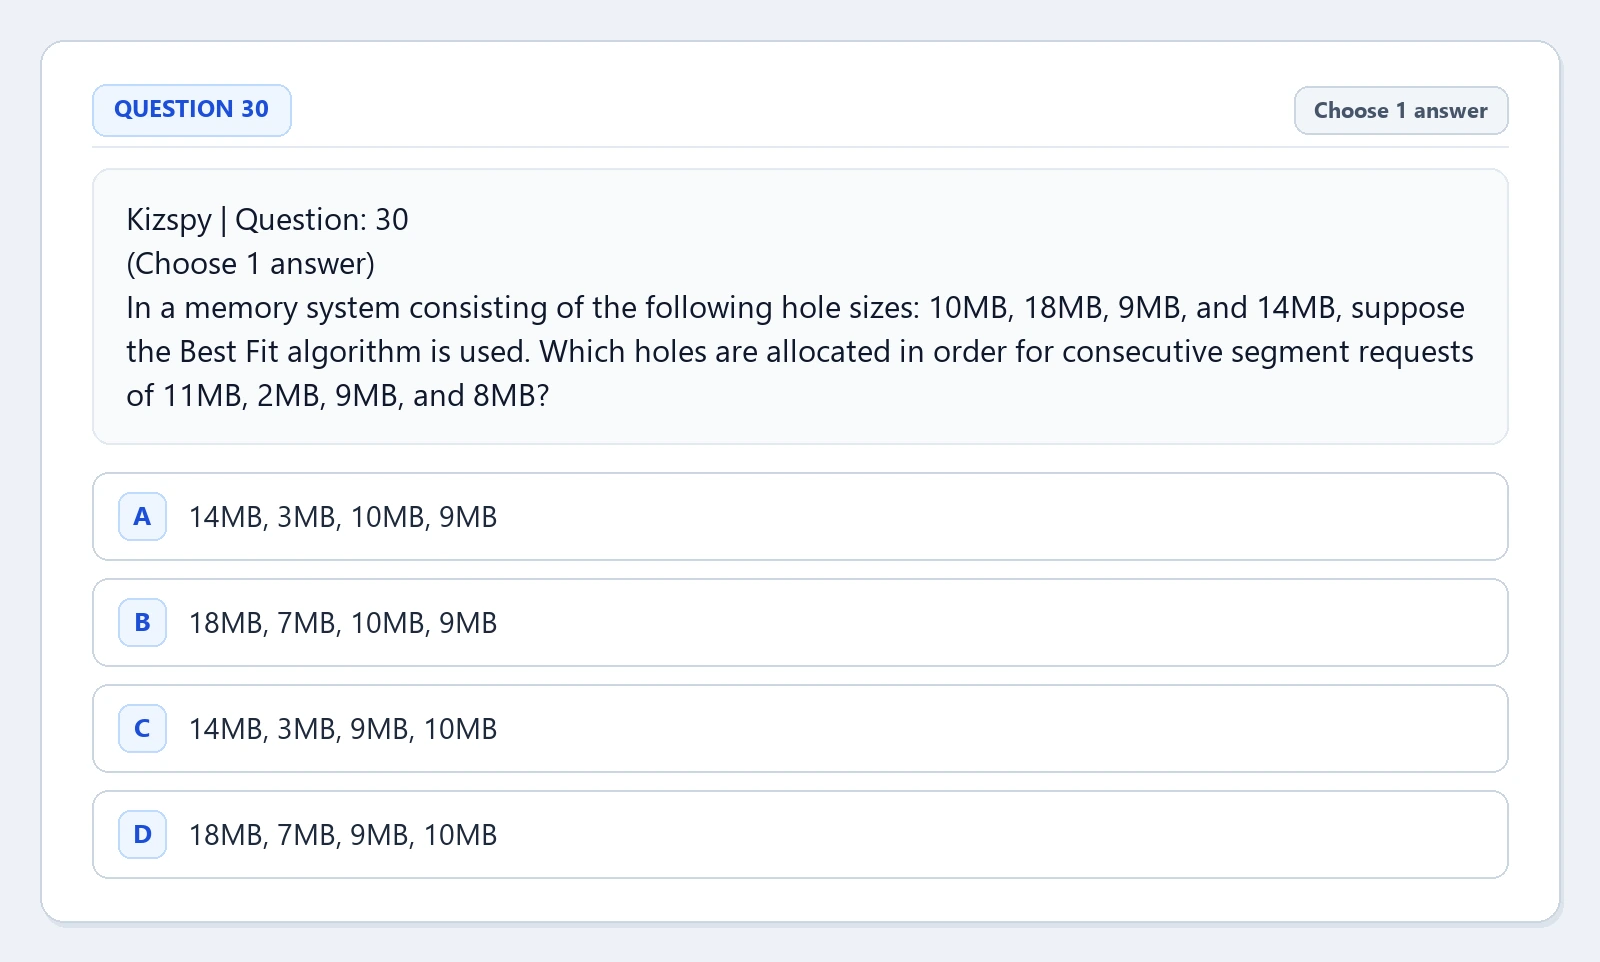 QUESTION 30
Choose 1 answer
Kizspy | Question: 30
(Choose 1 answer)
In a memory system consisting of the following hole sizes: 10MB, 18MB, 9MB, and 14MB, suppose
the Best Fit algorithm is used. Which holes are allocated in order for consecutive segment requests
of 11MB, 2MB, 9MB, and 8MB?
A 14MB, 3MB, 10MB, 9MB
B 18MB, 7MB, 10MB, 9MB
C 14MB, 3MB, 9MB, 10MB
D 18MB, 7MB, 9MB, 10MB